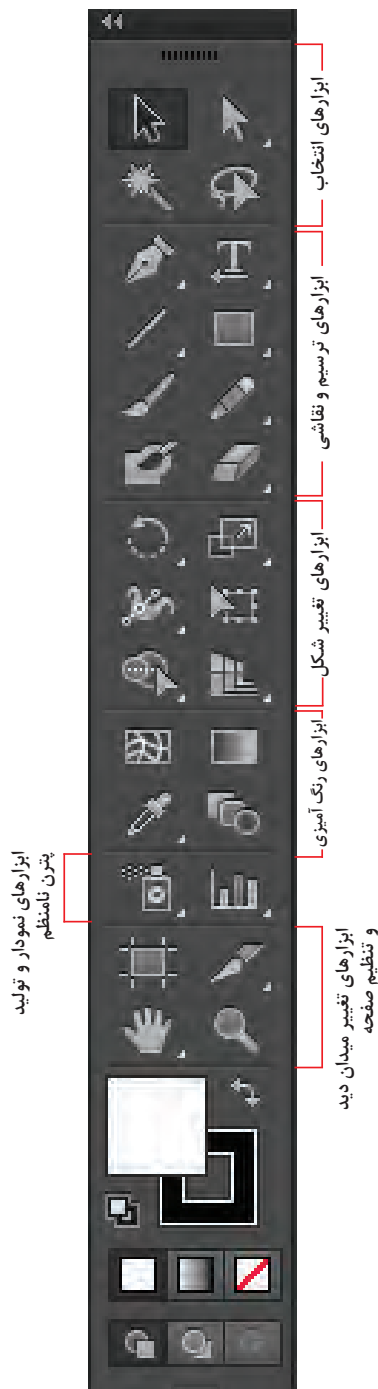 ابزارهای انتخاب
ابزارهای ترسیم و نقاشی
ابزارهای تغییر شکل
ابزارهای رنگ آمیزی
ابزارهای نمودار و تولید
پترن نامنظم
ابزارهای تغییر میدان دید
و تنظیم صفحه